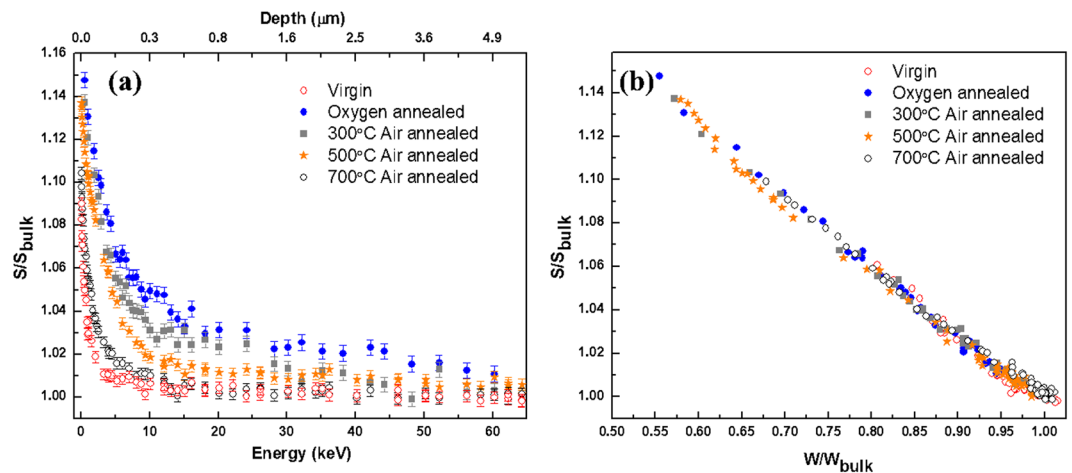 Depth (μm)
0.0 0.3 0.8 1.6 2.5 3.6 4.9
1.16
1.14
1.12
1.10
1.08
1.06
1.04
1.02
1.00
S/Sbulk
(a)
Virgin
Oxygen annealed
300°C Air annealed
500°C Air annealed
700°C Air annealed
0 10 20 30 40 50 60
Energy (keV)
1.14
1.12
1.10
1.08
1.06
1.04
1.02
1.00
S/Sbulk
(b)
Virgin
Oxygen annealed
300°C Air annealed
500°C Air annealed
700°C Air annealed
0.50 0.55 0.60 0.65 0.70 0.75 0.80 0.85 0.90 0.95 1.00
W/Wbulk